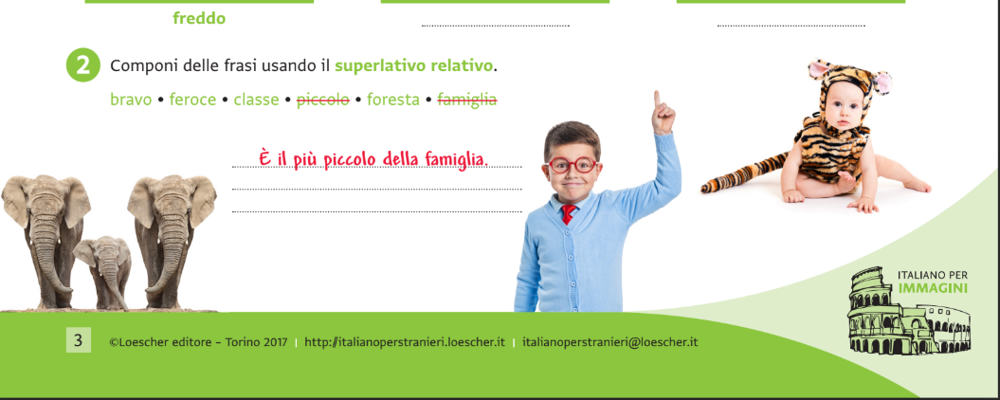 freddo
2 Componi delle frasi usando il superlativo relativo.
bravo • feroce • classe • piccolo • foresta • famiglia
È il più piccolo della famiglia.
ITALIANO PER
IMMAGINI
3 ©Loescher editore – Torino 2017 | http://italianoperstranieri.loescher.it | italianoperstranieri@loescher.it